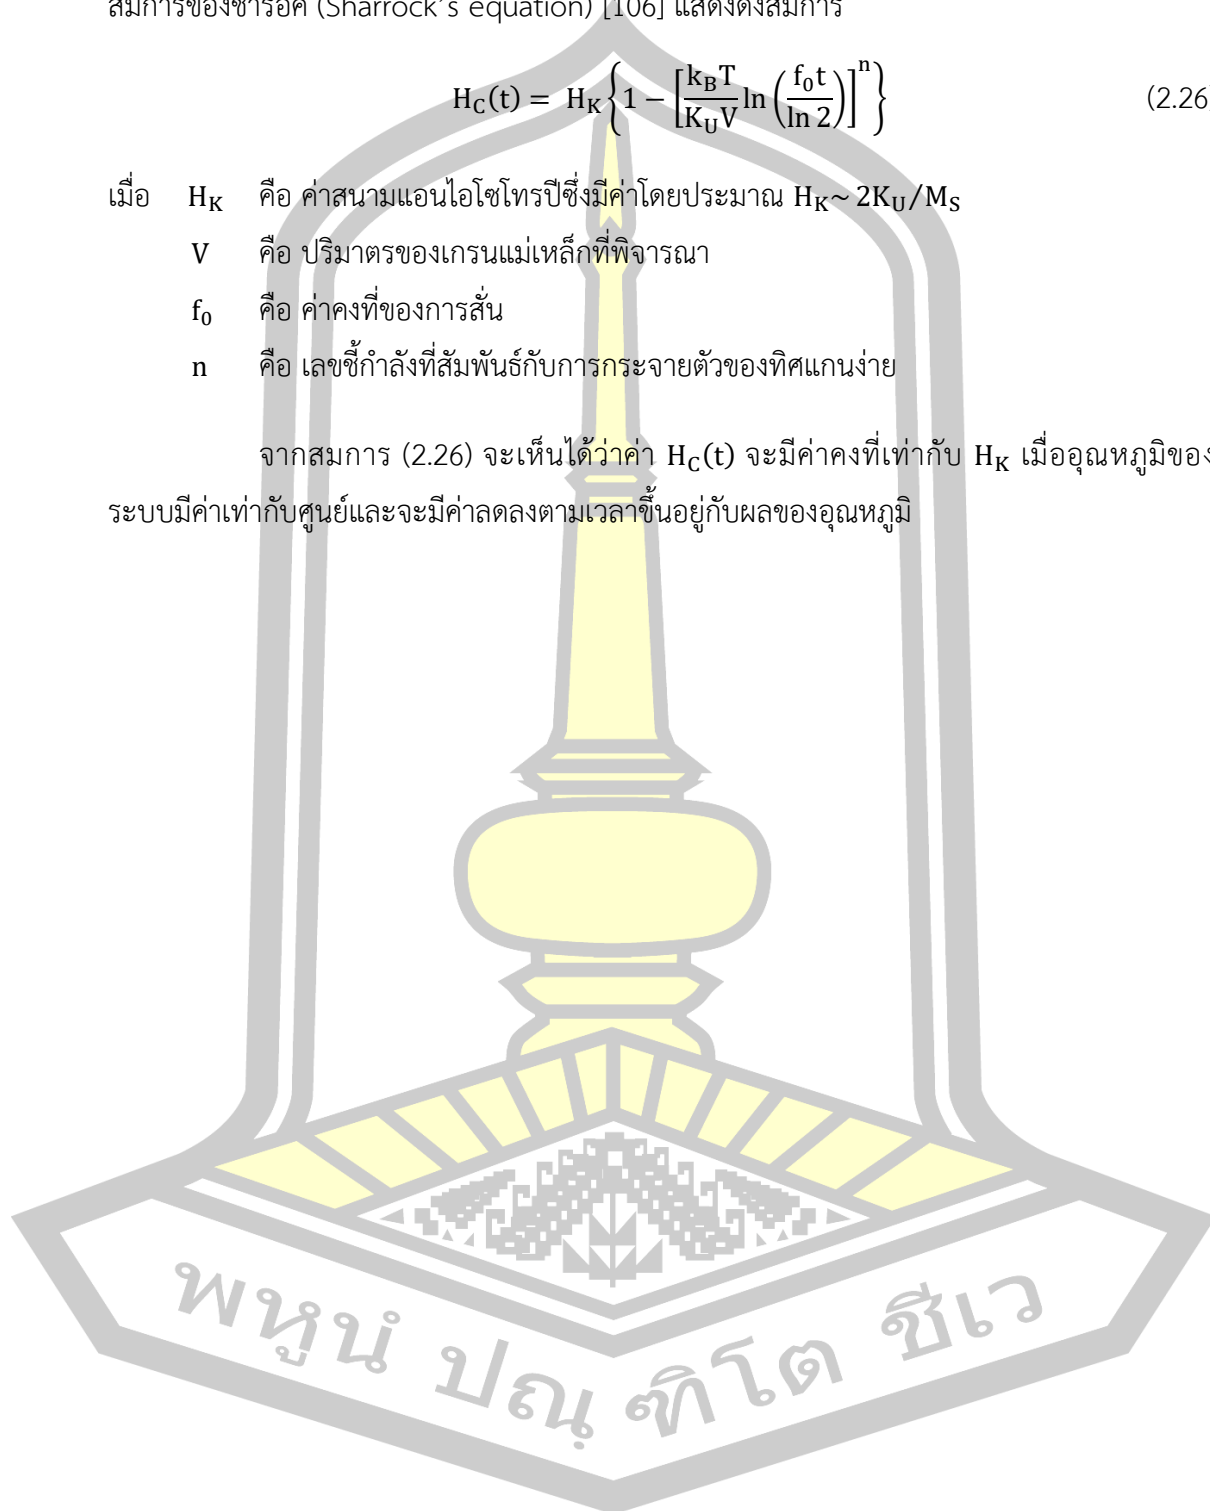 สมการของชาร์อค (Sharrock's equation) [106] แสดงดังสมการ
H_C(t) = H_K{1 − [k_BT/K_UV ln(f_0t/ln 2)]^n} (2.26
เมื่อ H_K คือ ค่าสนามแอนไอโซโทรปีซึ่งมีค่าโดยประมาณ H_K~ 2K_U/M_S
V คือ ปริมาตรของเกรนแม่เหล็กที่พิจารณา
f_0 คือ ค่าคงที่ของการสั่น
n คือ เลขชี้กำลังที่สัมพันธ์กับการกระจายตัวของทิศแกนง่าย
จากสมการ (2.26) จะเห็นได้ว่าค่า H_C(t) จะมีค่าคงที่เท่ากับ H_K เมื่ออุณหภูมิของ
ระบบมีค่าเท่ากับศูนย์และจะมีค่าลดลงตามเวลาขึ้นอยู่กับผลของอุณหภูมิ
พหูนํ ปณฺฑิโต ชีเว